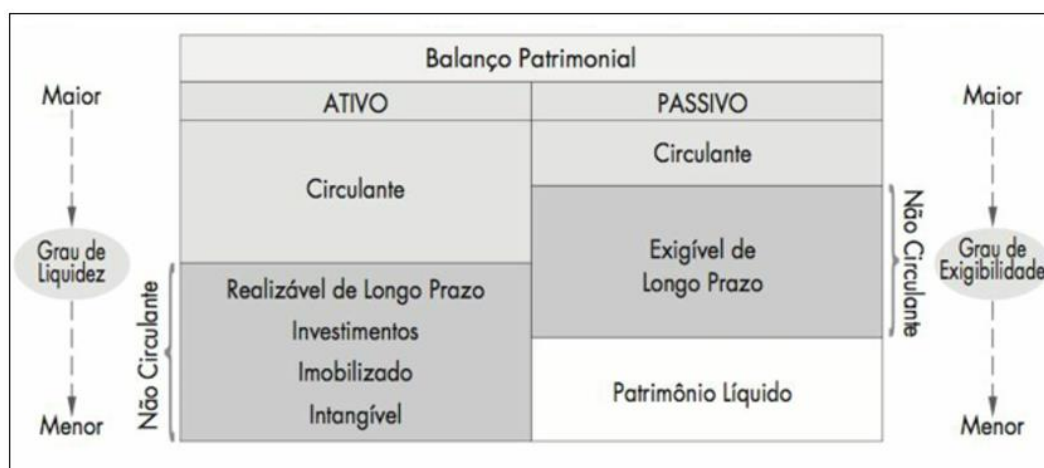 Balanço Patrimonial
ATIVO
PASSIVO
Maior
Grau de
Liquidez
Menor
Não Circulante
Circulante
Realizável de Longo Prazo
Investimentos
Imobilizado
Intangível
Circulante
Exigível de
Longo Prazo
Patrimônio Líquido
Não Circulante
Maior
Grau de
Exigibilidade
Menor